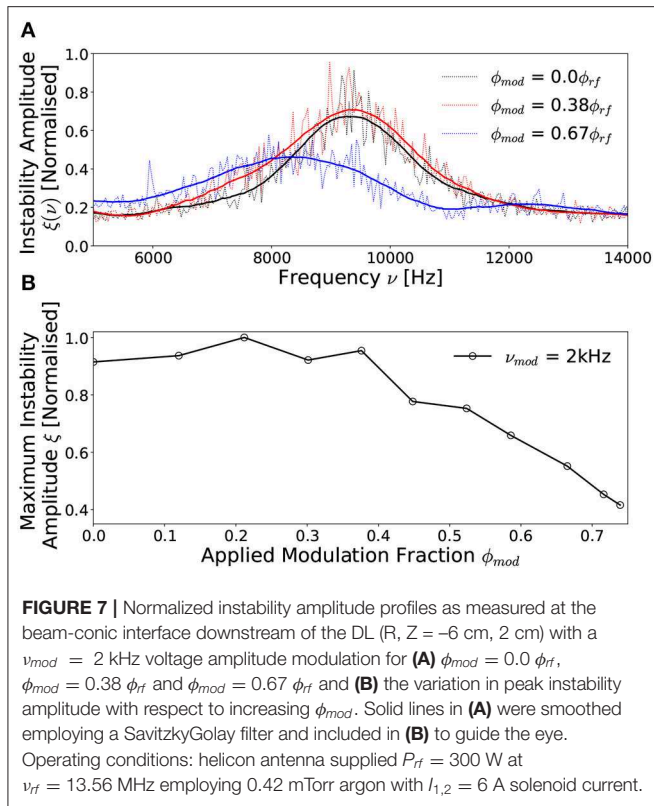 A
Instability Amplitude
ξ(ν) [Normalised]
1.0
0.8
0.6
0.4
0.2
0.0
ϕmod = 0.0ϕrf
ϕmod = 0.38ϕrf
ϕmod = 0.67ϕrf
6000 8000 10000 12000 14000
Frequency ν [Hz]
B
Maximum Instability
Amplitude ξ [Normalised]
1.0
0.8
0.6
0.4
νmod = 2kHz
0.0 0.1 0.2 0.3 0.4 0.5 0.6 0.7
Applied Modulation Fraction ϕmod
FIGURE 7 | Normalized instability amplitude profiles as measured at the
beam-conic interface downstream of the DL (R, Z = –6 cm, 2 cm) with a
νmod = 2 kHz voltage amplitude modulation for (A) ϕmod = 0.0 ϕrf,
ϕmod = 0.38 ϕrf and ϕmod = 0.67 ϕrf and (B) the variation in peak instability
amplitude with respect to increasing ϕmod. Solid lines in (A) were smoothed
employing a SavitzkyGolay filter and included in (B) to guide the eye.
Operating conditions: helicon antenna supplied Prf = 300 W at
νrf = 13.56 MHz employing 0.42 mTorr argon with I1,2 = 6 A solenoid current.